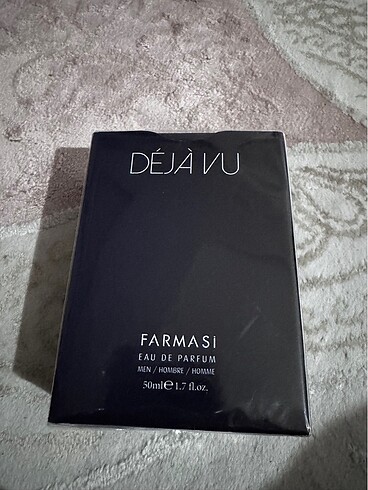 DÉJÀ VU
FARMASİ
EAU DE PARFUM
MEN / HOMBRE / HOMME
50ml℮1.7 fl.oz.